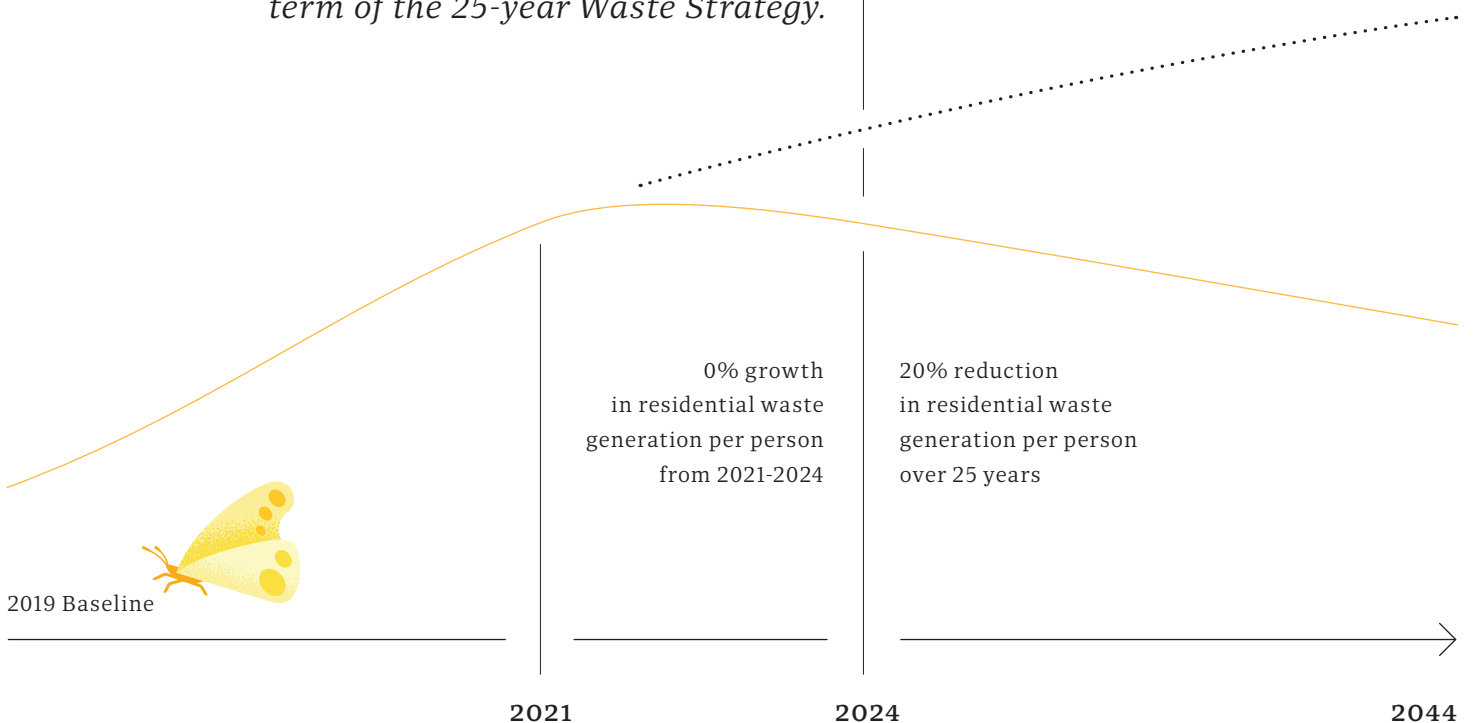 term of the 25-year Waste Strategy.
0% growth
in residential waste
generation per person
from 2021-2024
20% reduction
in residential waste
generation per person
over 25 years
2019 Baseline
2021
2024
2044